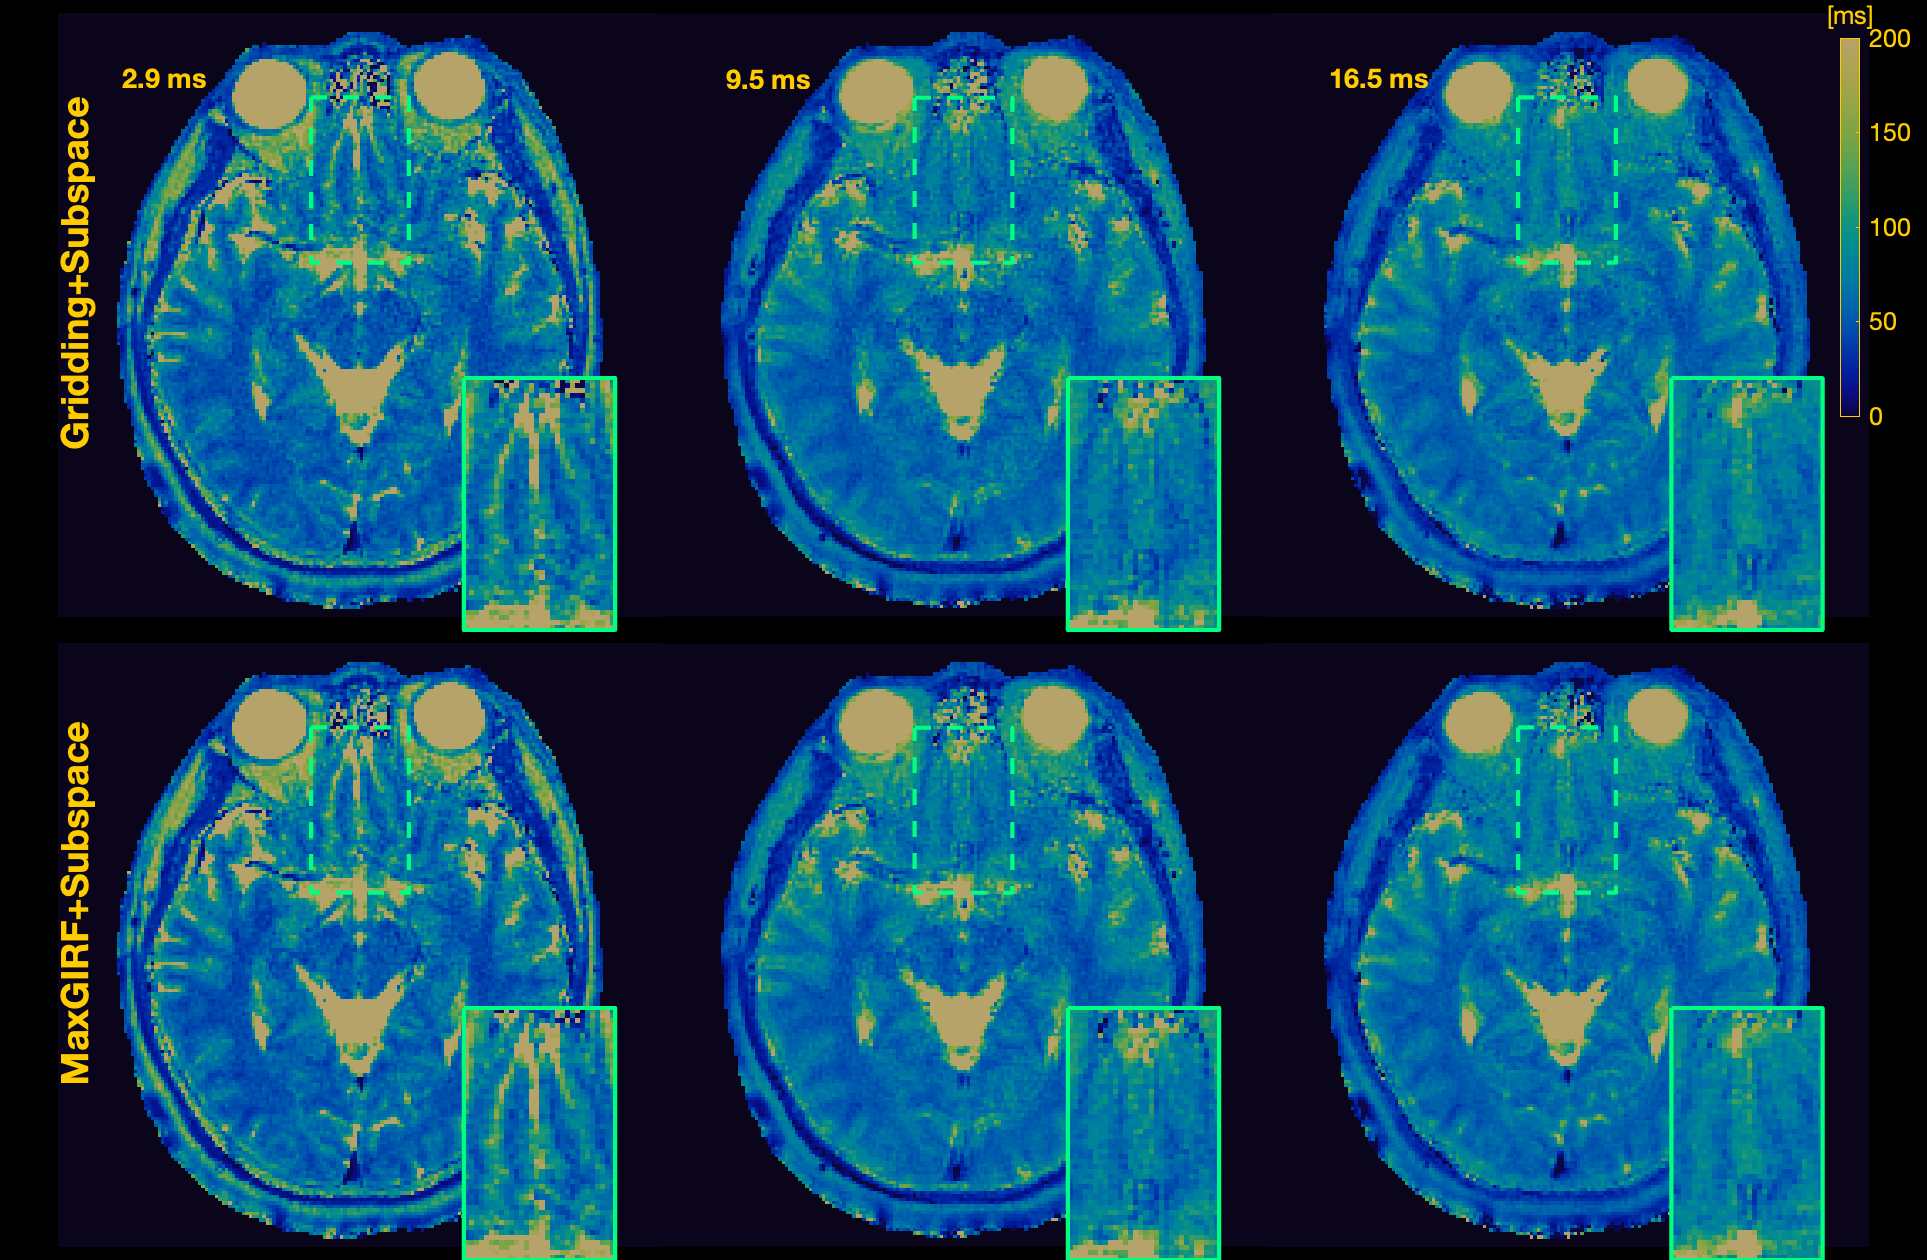 [ms]
2.9 ms
9.5 ms
16.5 ms
200
150
100
50
0
Gridding+Subspace
MaxGIRF+Subspace